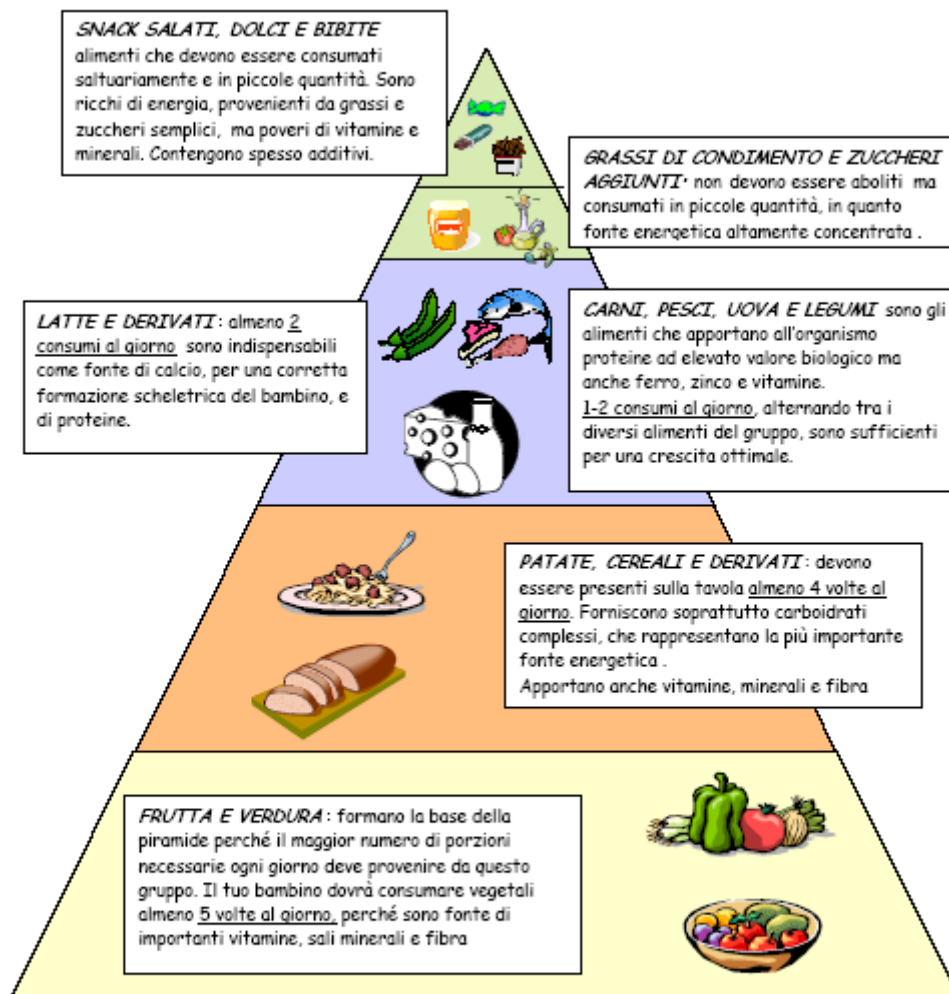 SNACK SALATI, DOLCI E BIBITE
alimenti che devono essere consumati
saltuariamente e in piccole quantità. Sono
ricchi di energia, provenienti da grassi e
zuccheri semplici, ma poveri di vitamine e
minerali. Contengono spesso additivi.
GRASSI DI CONDIMENTO E ZUCCHERI
AGGIUNTI: non devono essere aboliti ma
consumati in piccole quantità, in quanto
fonte energetica altamente concentrata .
LATTE E DERIVATI: almeno 2
consumi al giorno sono indispensabili
come fonte di calcio, per una corretta
formazione scheletrica del bambino, e
di proteine.
CARNI, PESCI, UOVA E LEGUMI sono gli
alimenti che apportano all'organismo
proteine ad elevato valore biologico ma
anche ferro, zinco e vitamine.
1-2 consumi al giorno, alternando tra i
diversi alimenti del gruppo, sono sufficienti
per una crescita ottimale.
PATATE, CEREALI E DERIVATI: devono
essere presenti sulla tavola almeno 4 volte al
giorno. Forniscono soprattutto carboidrati
complessi, che rappresentano la più importante
fonte energetica .
Apportano anche vitamine, minerali e fibra
FRUTTA E VERDURA: formano la base della
piramide perché il maggior numero di porzioni
necessarie ogni giorno deve provenire da questo
gruppo. Il tuo bambino dovrà consumare vegetali
almeno 5 volte al giorno, perché sono fonte di
importanti vitamine, sali minerali e fibra